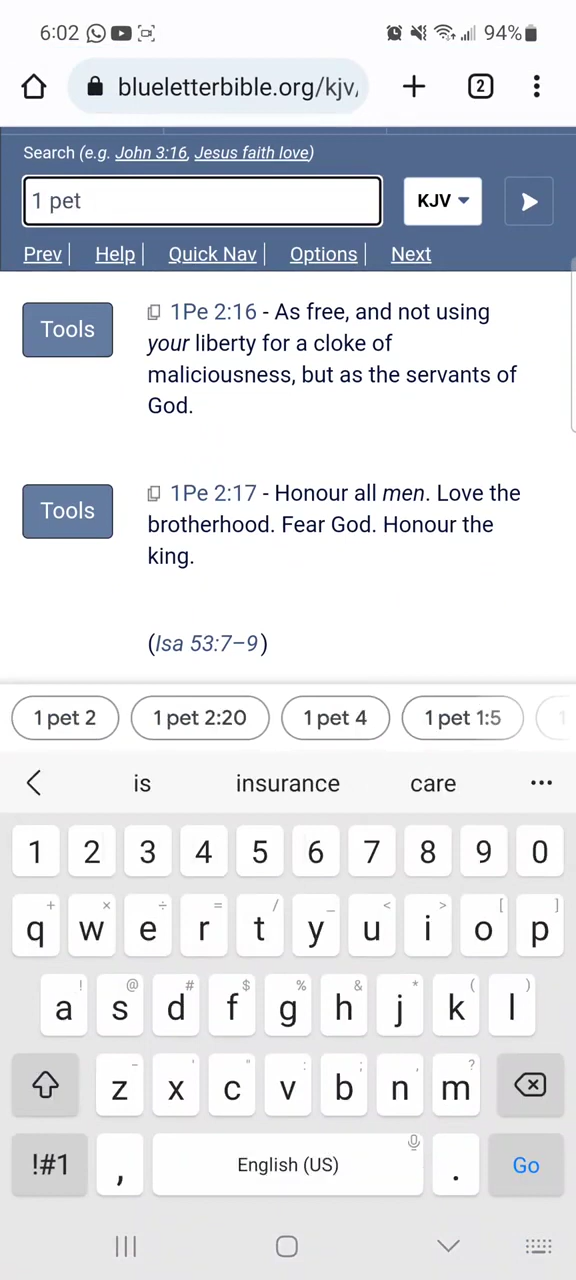 6:02 94%
blueletterbible.org/kjv/ 2
Search (e.g. John 3:16, Jesus faith love)
1 pet KJV
Prev| Help| Quick Nav| Options| Next
Tools
1Pe 2:16 - As free, and not using
your liberty for a cloke of
maliciousness, but as the servants of
God.
Tools
1Pe 2:17 - Honour all men. Love the
brotherhood. Fear God. Honour the
king.
(Isa 53:7–9)
1 pet 2 1 pet 2:20 1 pet 4 1 pet 1:5 1
is insurance care ...
1 2 3 4 5 6 7 8 9 0
+ × ÷ = / _ < > [ ]
q w e r t y u i o p
! @ # $ % & * ( )
a s d f g h j k l
- ' " : ; , ?
z x c v b n m
!#1 , English (US) . Go